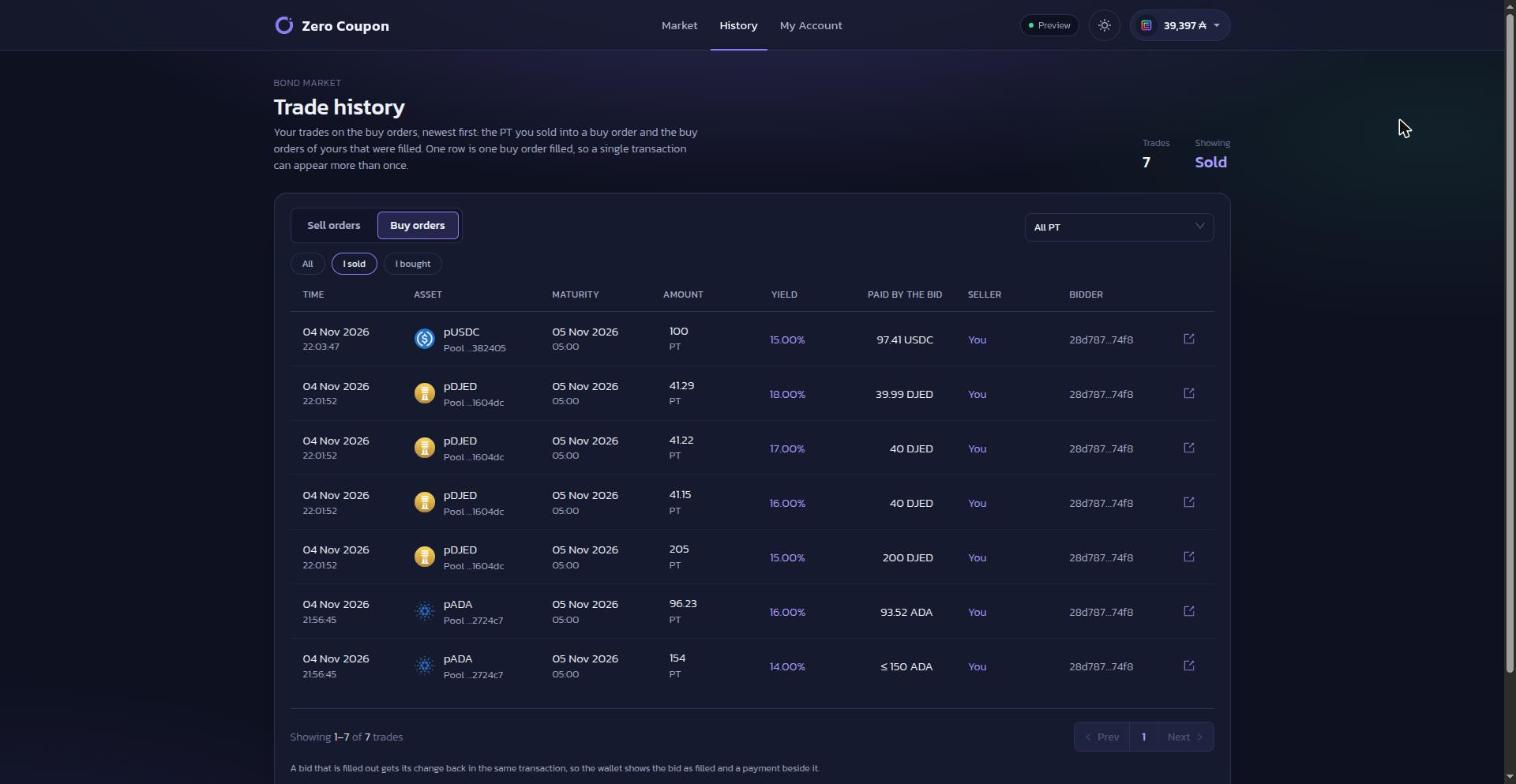 Zero Coupon
Market
History
My Account
Preview
39,397 ₳
BOND MARKET
Trade history
Your trades on the buy orders, newest first: the PT you sold into a buy order and the buy
orders of yours that were filled. One row is one buy order filled, so a single transaction
can appear more than once.
Trades
7
Showing
Sold
Sell orders
Buy orders
All PT
All
I sold
I bought
TIME ASSET MATURITY AMOUNT YIELD PAID BY THE BID SELLER BIDDER
04 Nov 2026 pUSDC 05 Nov 2026 100 15.00% 97.41 USDC You 28d787…74f8
22:03:47 Pool …382405 05:00 PT
04 Nov 2026 pDJED 05 Nov 2026 41.29 18.00% 39.99 DJED You 28d787…74f8
22:01:52 Pool …1604dc 05:00 PT
04 Nov 2026 pDJED 05 Nov 2026 41.22 17.00% 40 DJED You 28d787…74f8
22:01:52 Pool …1604dc 05:00 PT
04 Nov 2026 pDJED 05 Nov 2026 41.15 16.00% 40 DJED You 28d787…74f8
22:01:52 Pool …1604dc 05:00 PT
04 Nov 2026 pDJED 05 Nov 2026 205 15.00% 200 DJED You 28d787…74f8
22:01:52 Pool …1604dc 05:00 PT
04 Nov 2026 pADA 05 Nov 2026 96.23 16.00% 93.52 ADA You 28d787…74f8
21:56:45 Pool …2724c7 05:00 PT
04 Nov 2026 pADA 05 Nov 2026 154 14.00% ≤ 150 ADA You 28d787…74f8
21:56:45 Pool …2724c7 05:00 PT
Showing 1–7 of 7 trades
Prev 1 Next
A bid that is filled out gets its change back in the same transaction, so the wallet shows the bid as filled and a payment beside it.